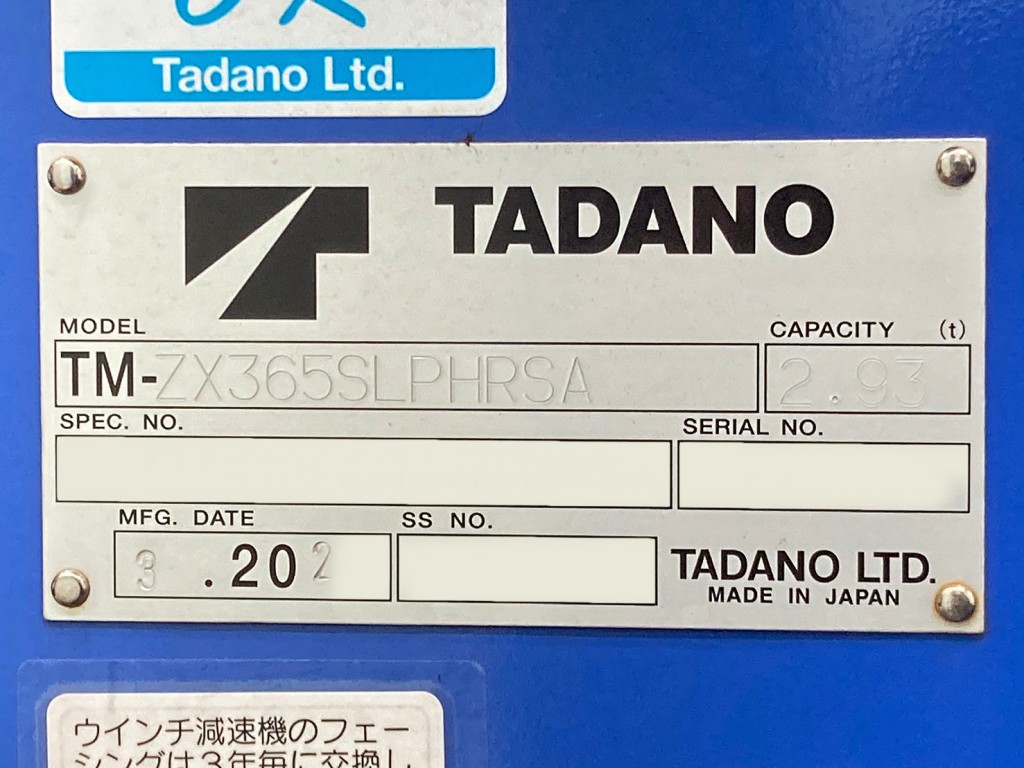 Tadano Ltd.
TADANO
MODEL
CAPACITY (t)
TM-ZX365SLPHRSA
2.93
SPEC. NO.
SERIAL NO.
MFG. DATE
SS NO.
3 .202
TADANO LTD.
MADE IN JAPAN
ウインチ減速機のフェー
シングは3年毎に交換し